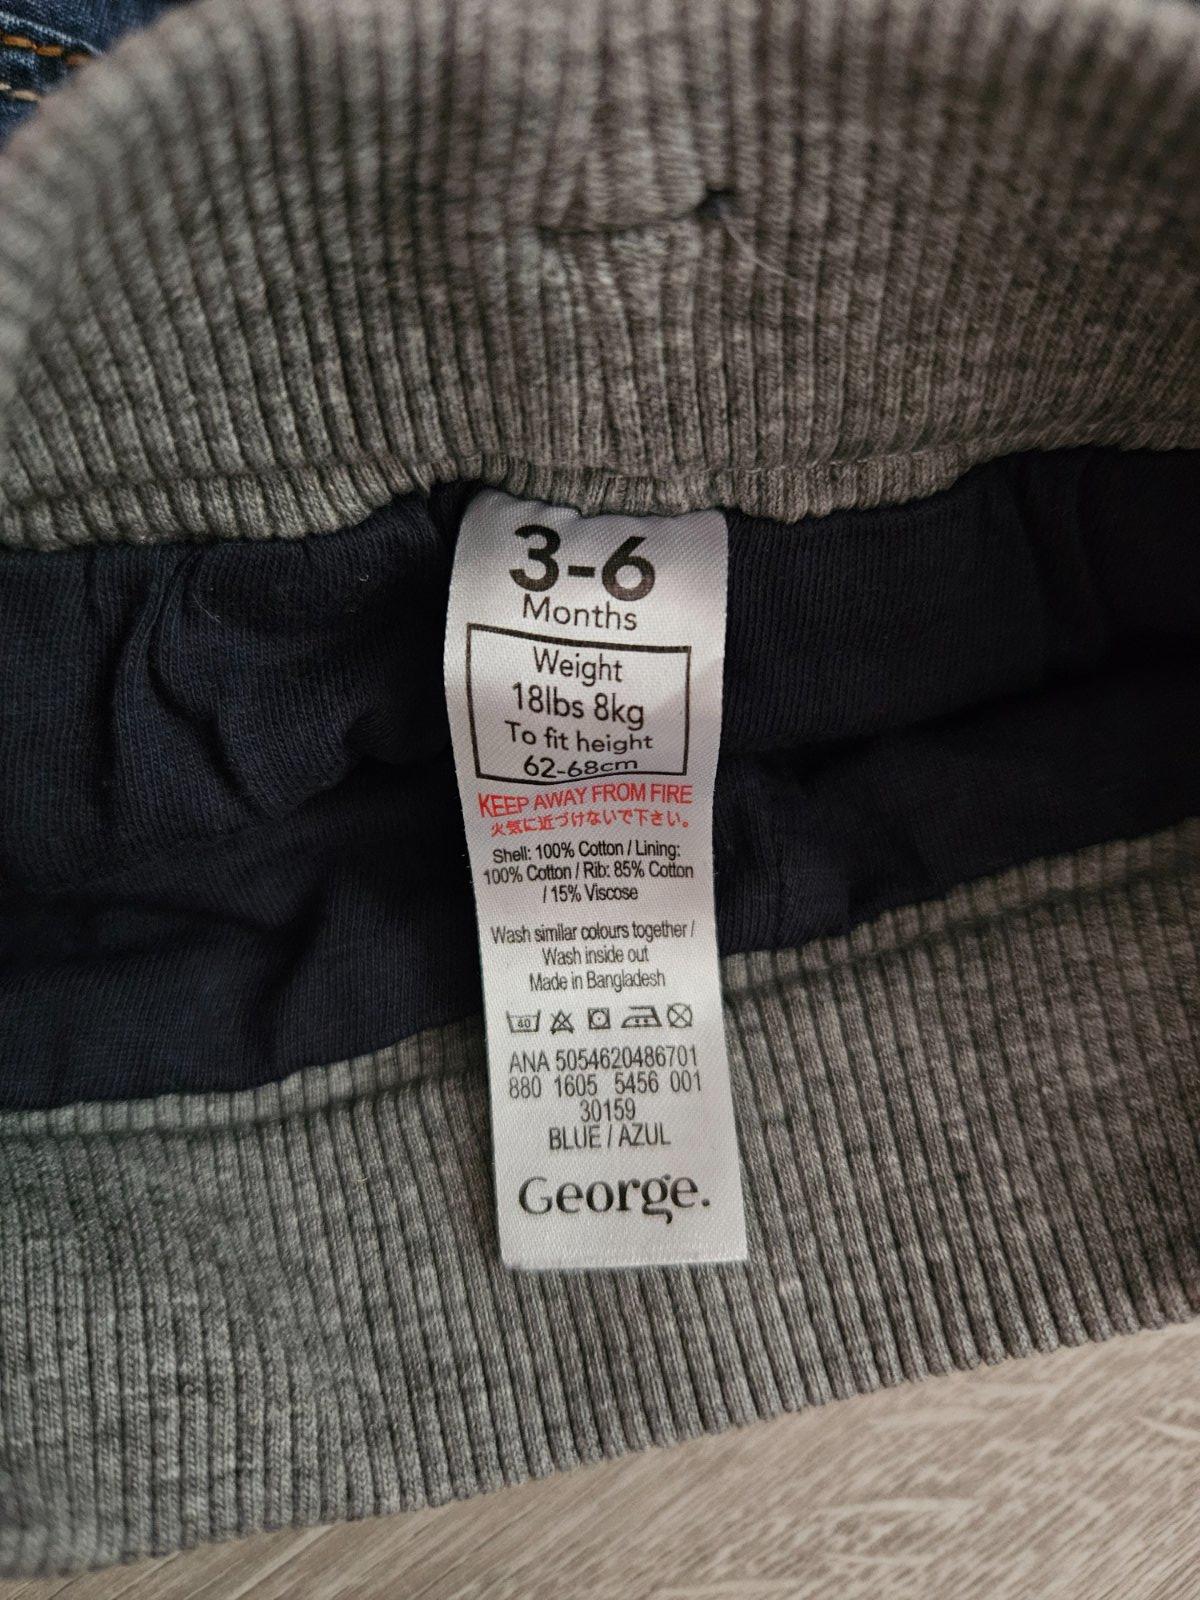 3-6
Months
Weight
18lbs 8kg
To fit height
62-68cm
KEEP AWAY FROM FIRE
火気に近づけないで下さい。
Shell: 100% Cotton / Lining:
100% Cotton / Rib: 85% Cotton
/ 15% Viscose
Wash similar colours together /
Wash inside out
Made in Bangladesh
40
ANA 5054620486701
880 1605 5456 001
30159
BLUE / AZUL
George.